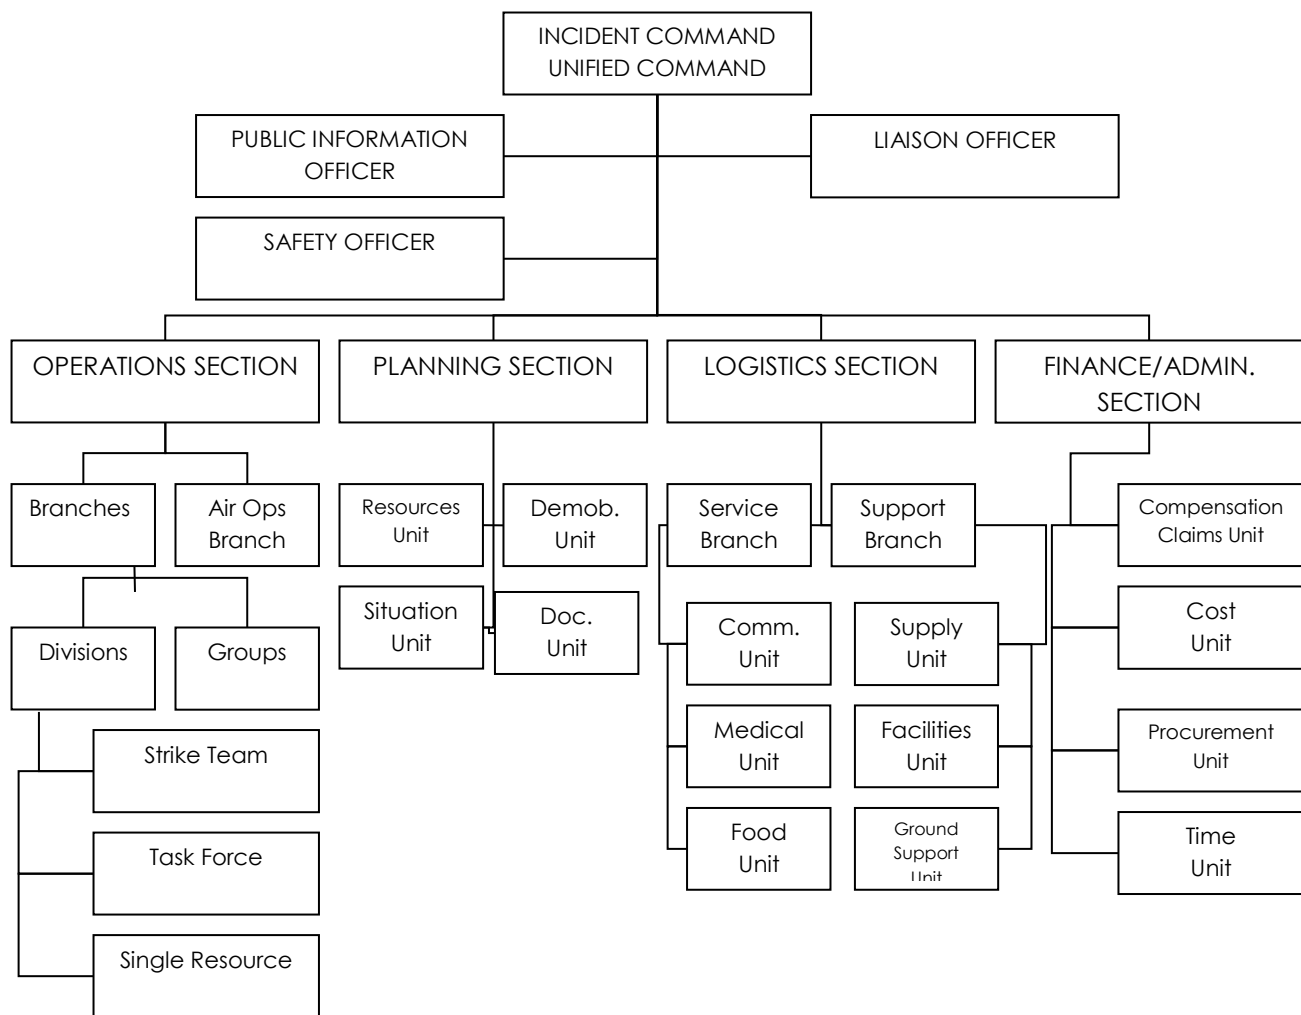 INCIDENT COMMAND
UNIFIED COMMAND
PUBLIC INFORMATION
OFFICER
LIAISON OFFICER
SAFETY OFFICER
OPERATIONS SECTION
PLANNING SECTION
LOGISTICS SECTION
FINANCE/ADMIN.
SECTION
Branches
Air Ops
Branch
Resources
Unit
Demob.
Unit
Service
Branch
Support
Branch
Compensation
Claims Unit
Situation
Unit
Doc.
Unit
Comm.
Unit
Supply
Unit
Cost
Unit
Divisions
Groups
Medical
Unit
Facilities
Unit
Procurement
Unit
Strike Team
Food
Unit
Ground
Support
Unit
Time
Unit
Task Force
Single Resource